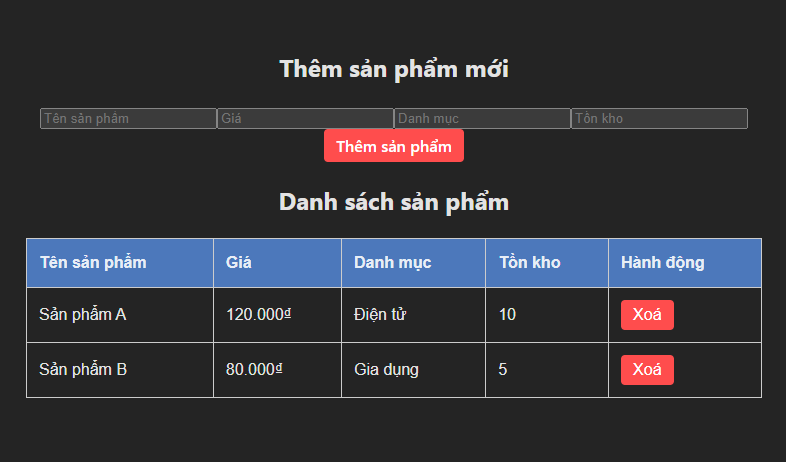 Thêm sản phẩm mới
Tên sản phẩm Giá Danh mục Tồn kho
Thêm sản phẩm
Danh sách sản phẩm
Tên sản phẩm Giá Danh mục Tồn kho Hành động
Sản phẩm A 120.000₫ Điện tử 10 Xoá
Sản phẩm B 80.000₫ Gia dụng 5 Xoá